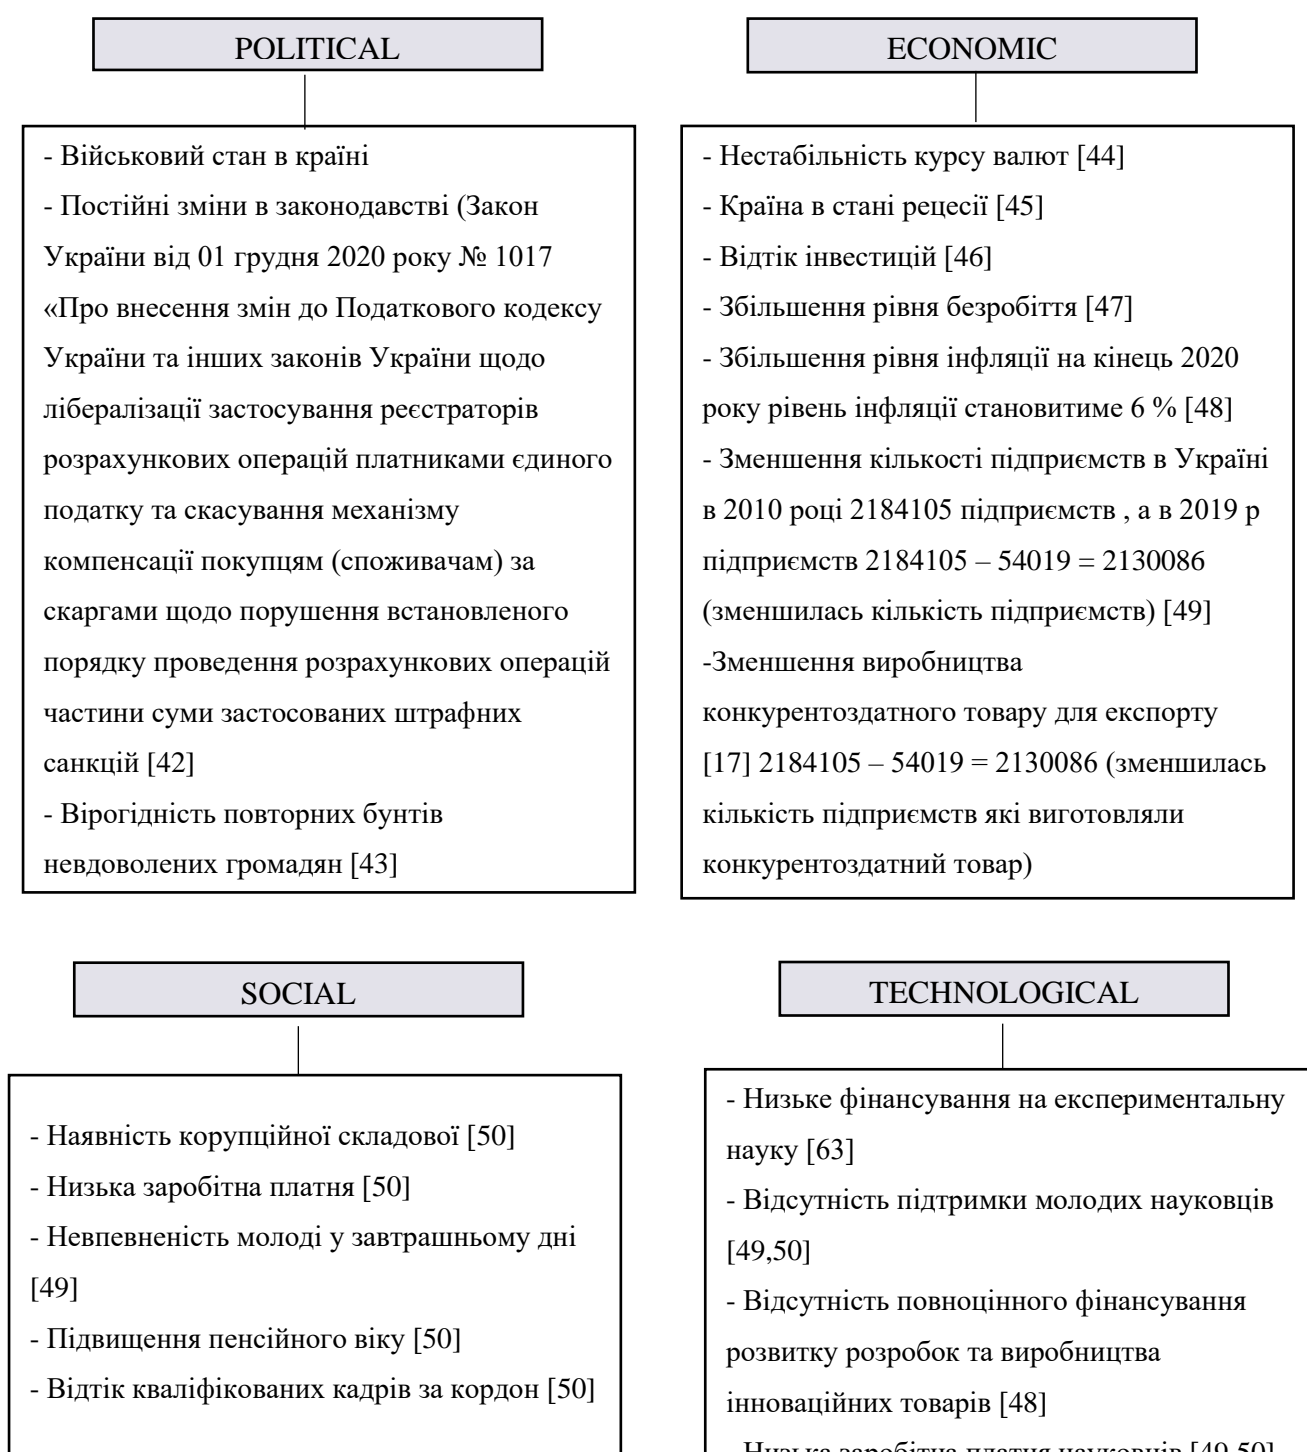 POLITICAL
- Військовий стан в країні
- Постійні зміни в законодавстві (Закон
України від 01 грудня 2020 року № 1017
«Про внесення змін до Податкового кодексу
України та інших законів України щодо
лібералізації застосування реєстраторів
розрахункових операцій платниками єдиного
податку та скасування механізму
компенсації покупцям (споживачам) за
скаргами щодо порушення встановленого
порядку проведення розрахункових операцій
частини суми застосованих штрафних
санкцій [42]
- Вірогідність повторних бунтів
невдоволених громадян [43]
ECONOMIC
- Нестабільність курсу валют [44]
- Країна в стані рецесії [45]
- Відтік інвестицій [46]
- Збільшення рівня безробіття [47]
- Збільшення рівня інфляції на кінець 2020
року рівень інфляції становитиме 6 % [48]
- Зменшення кількості підприємств в Україні
в 2010 році 2184105 підприємств , а в 2019 р
підприємств 2184105 – 54019 = 2130086
(зменшилась кількість підприємств) [49]
-Зменшення виробництва
конкурентоздатного товару для експорту
[17] 2184105 – 54019 = 2130086 (зменшилась
кількість підприємств які виготовляли
конкурентоздатний товар)
SOCIAL
- Наявність корупційної складової [50]
- Низька заробітна платня [50]
- Невпевненість молоді у завтрашньому дні
[49]
- Підвищення пенсійного віку [50]
- Відтік кваліфікованих кадрів за кордон [50]
TECHNOLOGICAL
- Низьке фінансування на експериментальну
науку [63]
- Відсутність підтримки молодих науковців
[49,50]
- Відсутність повноцінного фінансування
розвитку розробок та виробництва
інноваційних товарів [48]
- Низька заробітна платня науковців [49,50]